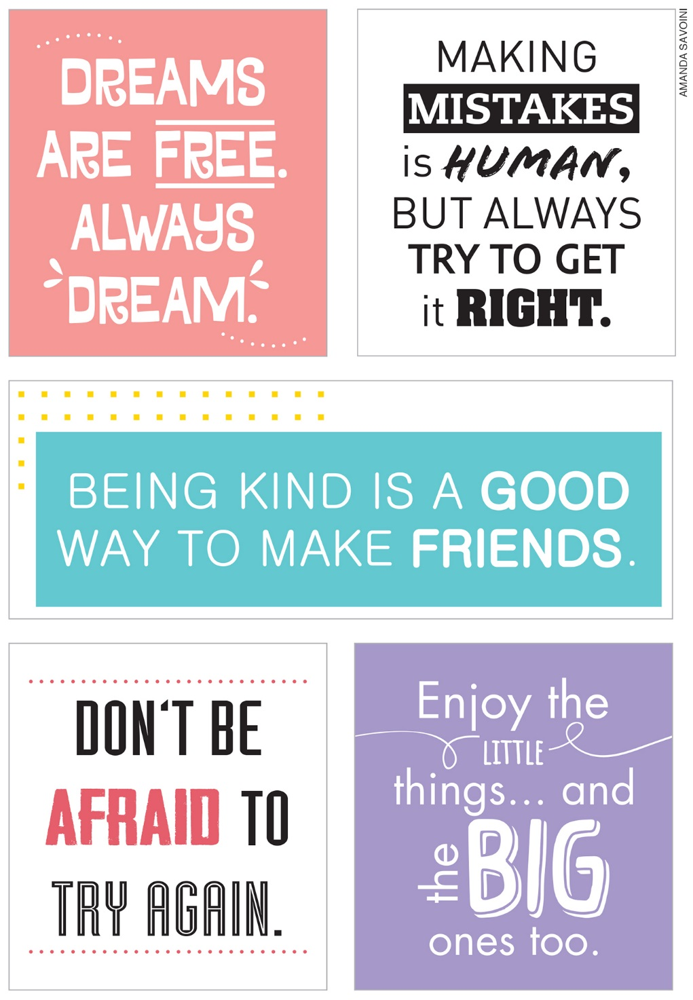 DREAMS
ARE FREE.
ALWAYS
DREAM.
MAKING
MISTAKES
is HUMAN,
BUT ALWAYS
TRY TO GET
it RIGHT.
AMANDA SAVOINI
BEING KIND IS A GOOD
WAY TO MAKE FRIENDS.
DON'T BE
AFRAID TO
TRY AGAIN.
Enjoy the
LITTLE
things... and
the BIG
ones too.